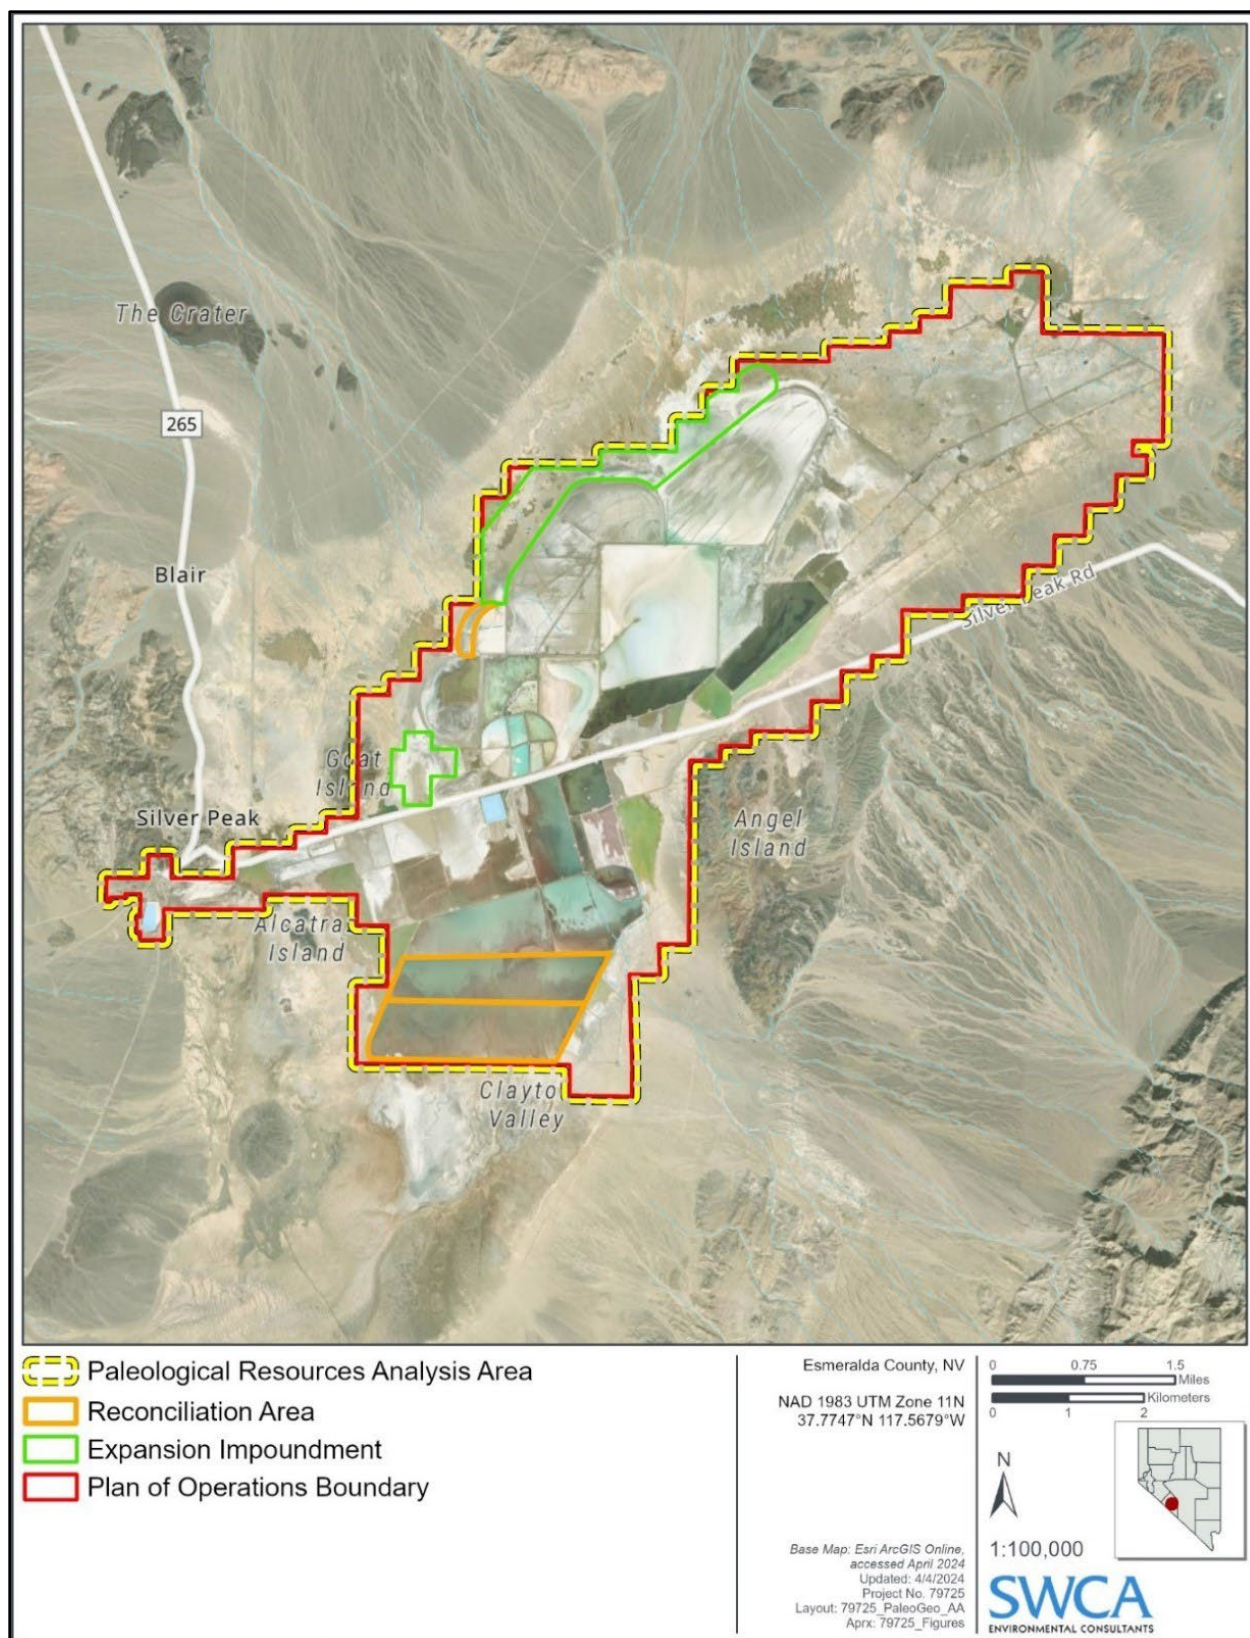 The Crater
265
Blair
Silver Peak Rd
Goat
Island
Silver Peak
Angel
Island
Alcatra
Island
Clayto
Valley
Paleological Resources Analysis Area
Reconciliation Area
Expansion Impoundment
Plan of Operations Boundary
Esmeralda County, NV
NAD 1983 UTM Zone 11N
37.7747°N 117.5679°W
0 0.75 1.5
Miles
Kilometers
0 1 2
N
1:100,000
Base Map: Esri ArcGIS Online,
accessed April 2024
Updated: 4/4/2024
Project No. 79725
Layout: 79725_PaleoGeo_AA
Aprx: 79725_Figures
SWCA
ENVIRONMENTAL CONSULTANTS